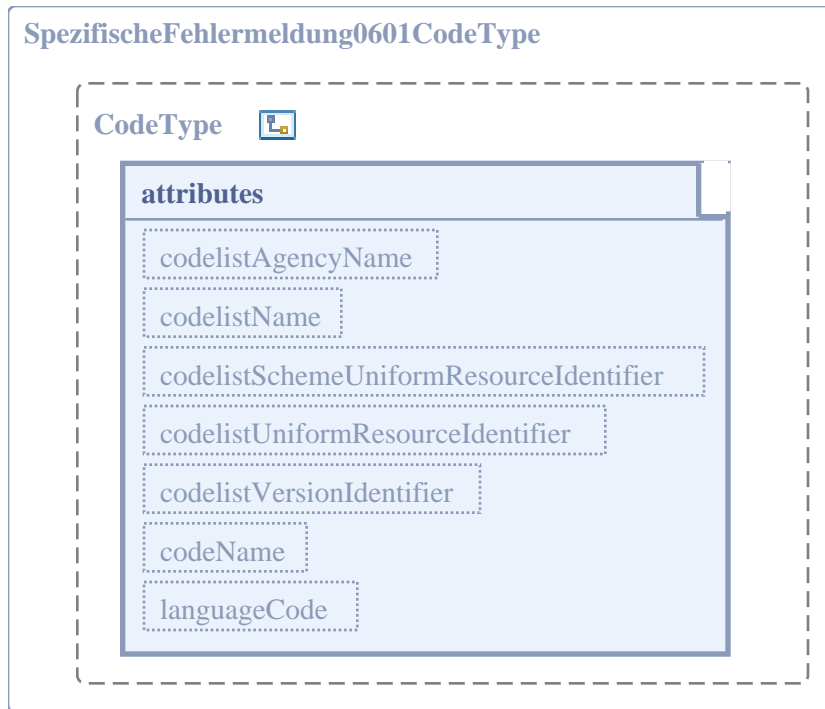 SpezifischeFehlermeldung0601CodeType
CodeType
attributes
codelistAgencyName
codelistName
codelistSchemeUniformResourceIdentifier
codelistUniformResourceIdentifier
codelistVersionIdentifier
codeName
languageCode